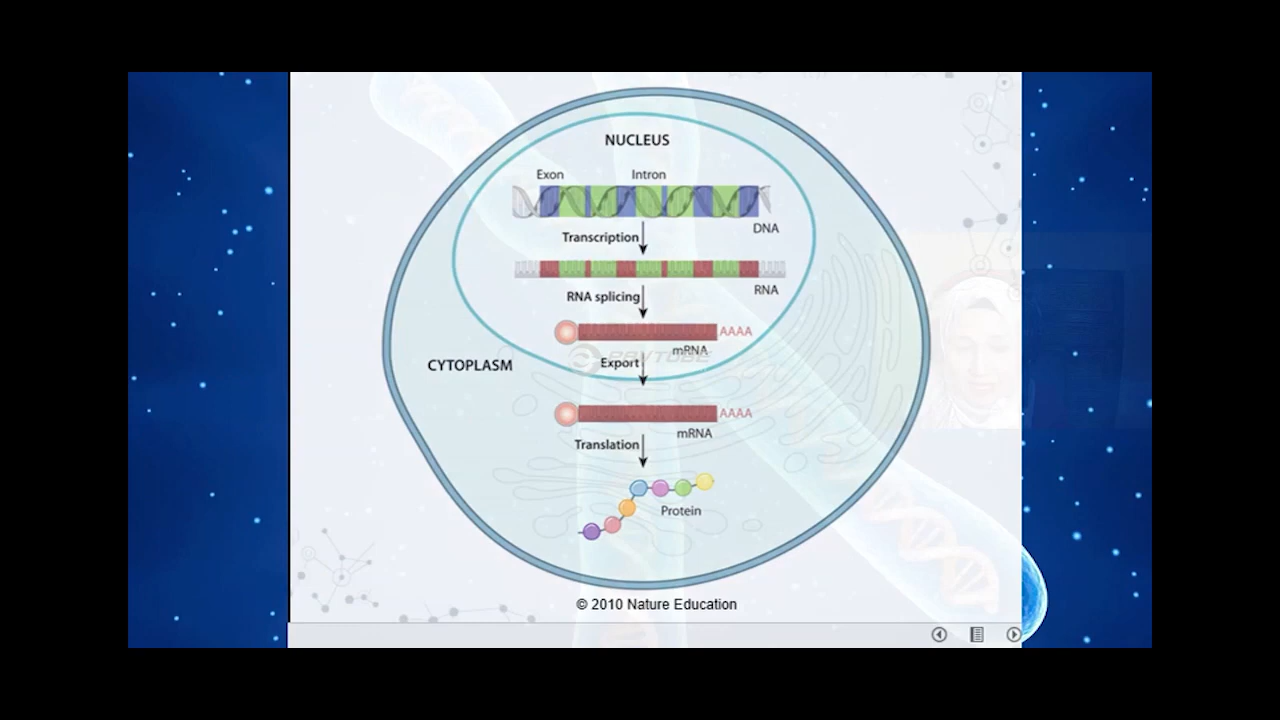 NUCLEUS
Exon Intron
DNA
Transcription
RNA
RNA splicing
AAAA
mRNA
Export
CYTOPLASM
AAAA
mRNA
Translation
Protein
© 2010 Nature Education